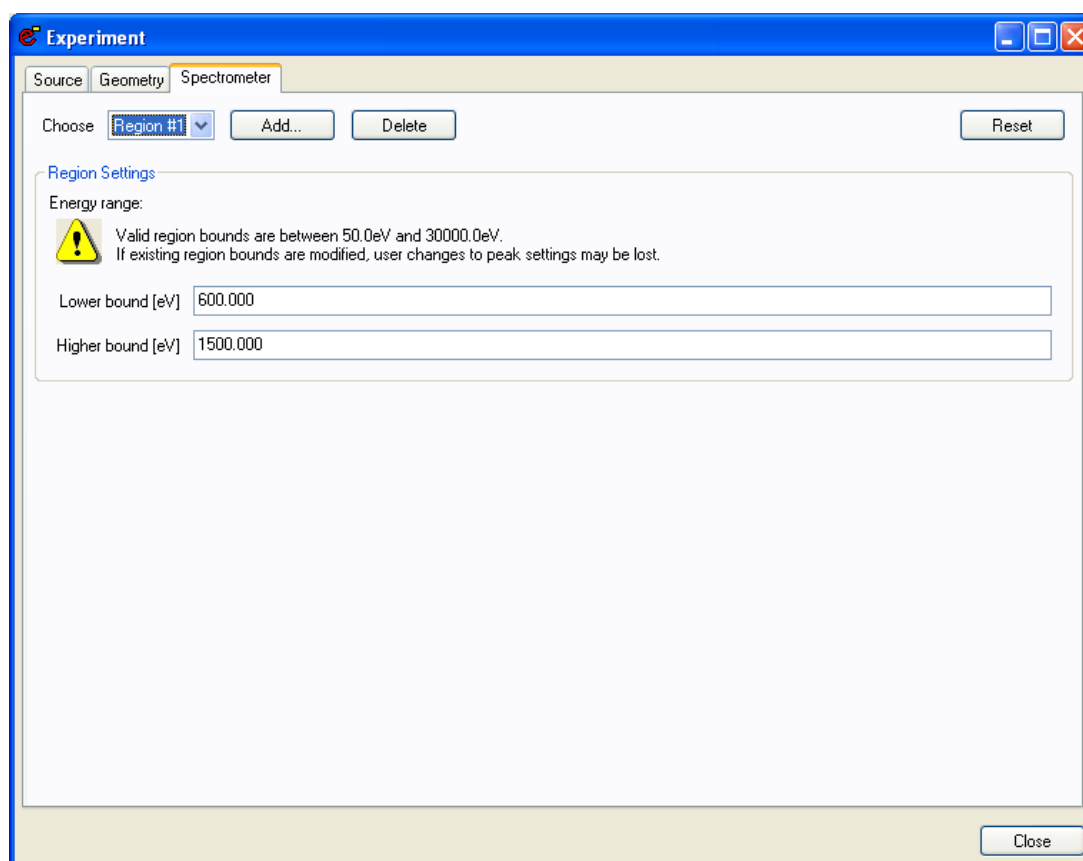 Experiment
Source Geometry Spectrometer
Choose Region #1 Add... Delete Reset
Region Settings
Energy range:
Valid region bounds are between 50.0eV and 30000.0eV.
If existing region bounds are modified, user changes to peak settings may be lost.
Lower bound [eV] 600.000
Higher bound [eV] 1500.000
Close